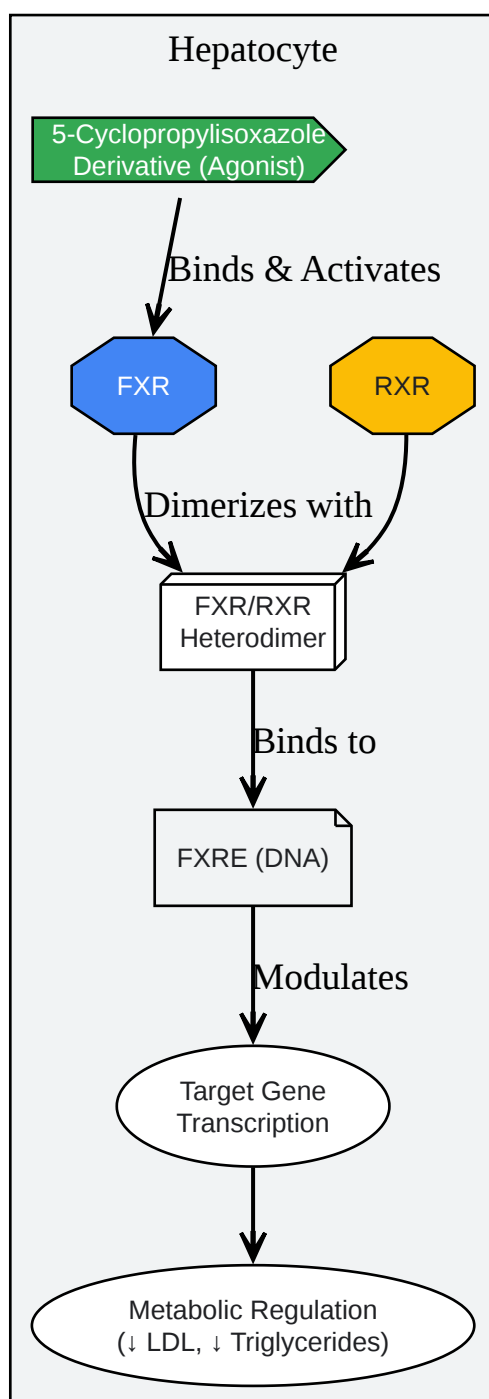 Hepatocyte
5-Cyclopropylisoxazole
Derivative (Agonist)
Binds & Activates
FXR
RXR
Dimerizes with
FXR/RXR
Heterodimer
Binds to
FXRE (DNA)
Modulates
Target Gene
Transcription
Metabolic Regulation
(↓ LDL, ↓ Triglycerides)